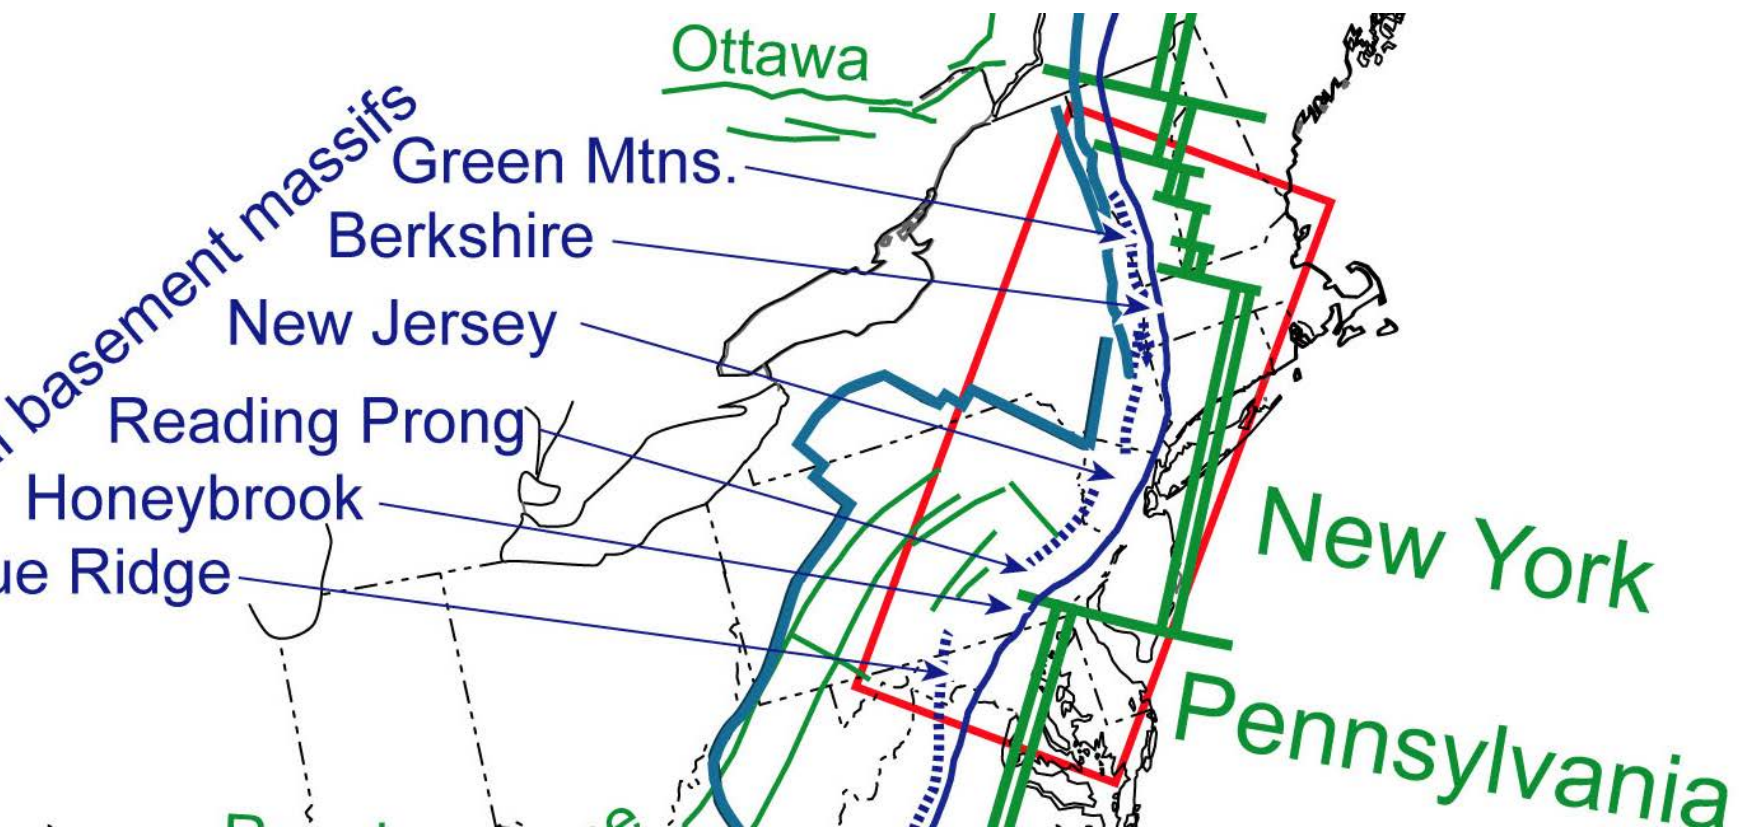 Ottawa
basement massifs
Green Mtns.
Berkshire
New Jersey
Reading Prong
Honeybrook
ue Ridge
New York
Pennsylvania